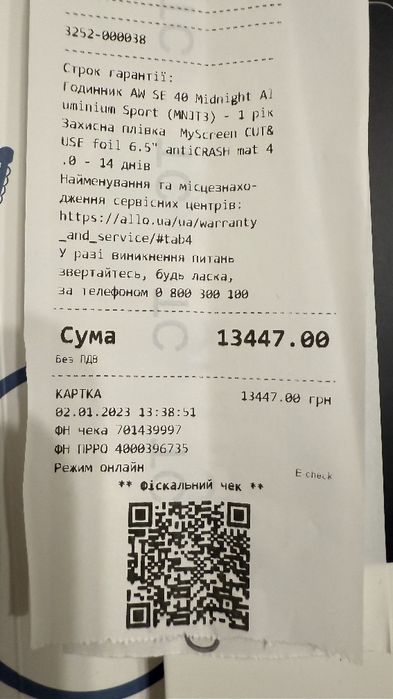 3252-000038
Строк гарантії:
Годинник AW SE 40 Midnight Al
uminium Sport (MNJT3) - 1 рік
Захисна плівка MyScreen CUT&
USE foil 6.5" antiCRASH mat 4
.0 - 14 днів
Найменування та місцезнахо-
дження сервісних центрів:
https://allo.ua/ua/warranty
_and_service/#tab4
У разі виникнення питань
звертайтесь, будь ласка,
за телефоном 0 800 300 100
Сума 13447.00
Без ПДВ
КАРТКА 13447.00 грн
02.01.2023 13:38:51
ФН чека 701439997
ФН ПРРО 4000396735
Режим онлайн
E-check
** Фіскальний чек **